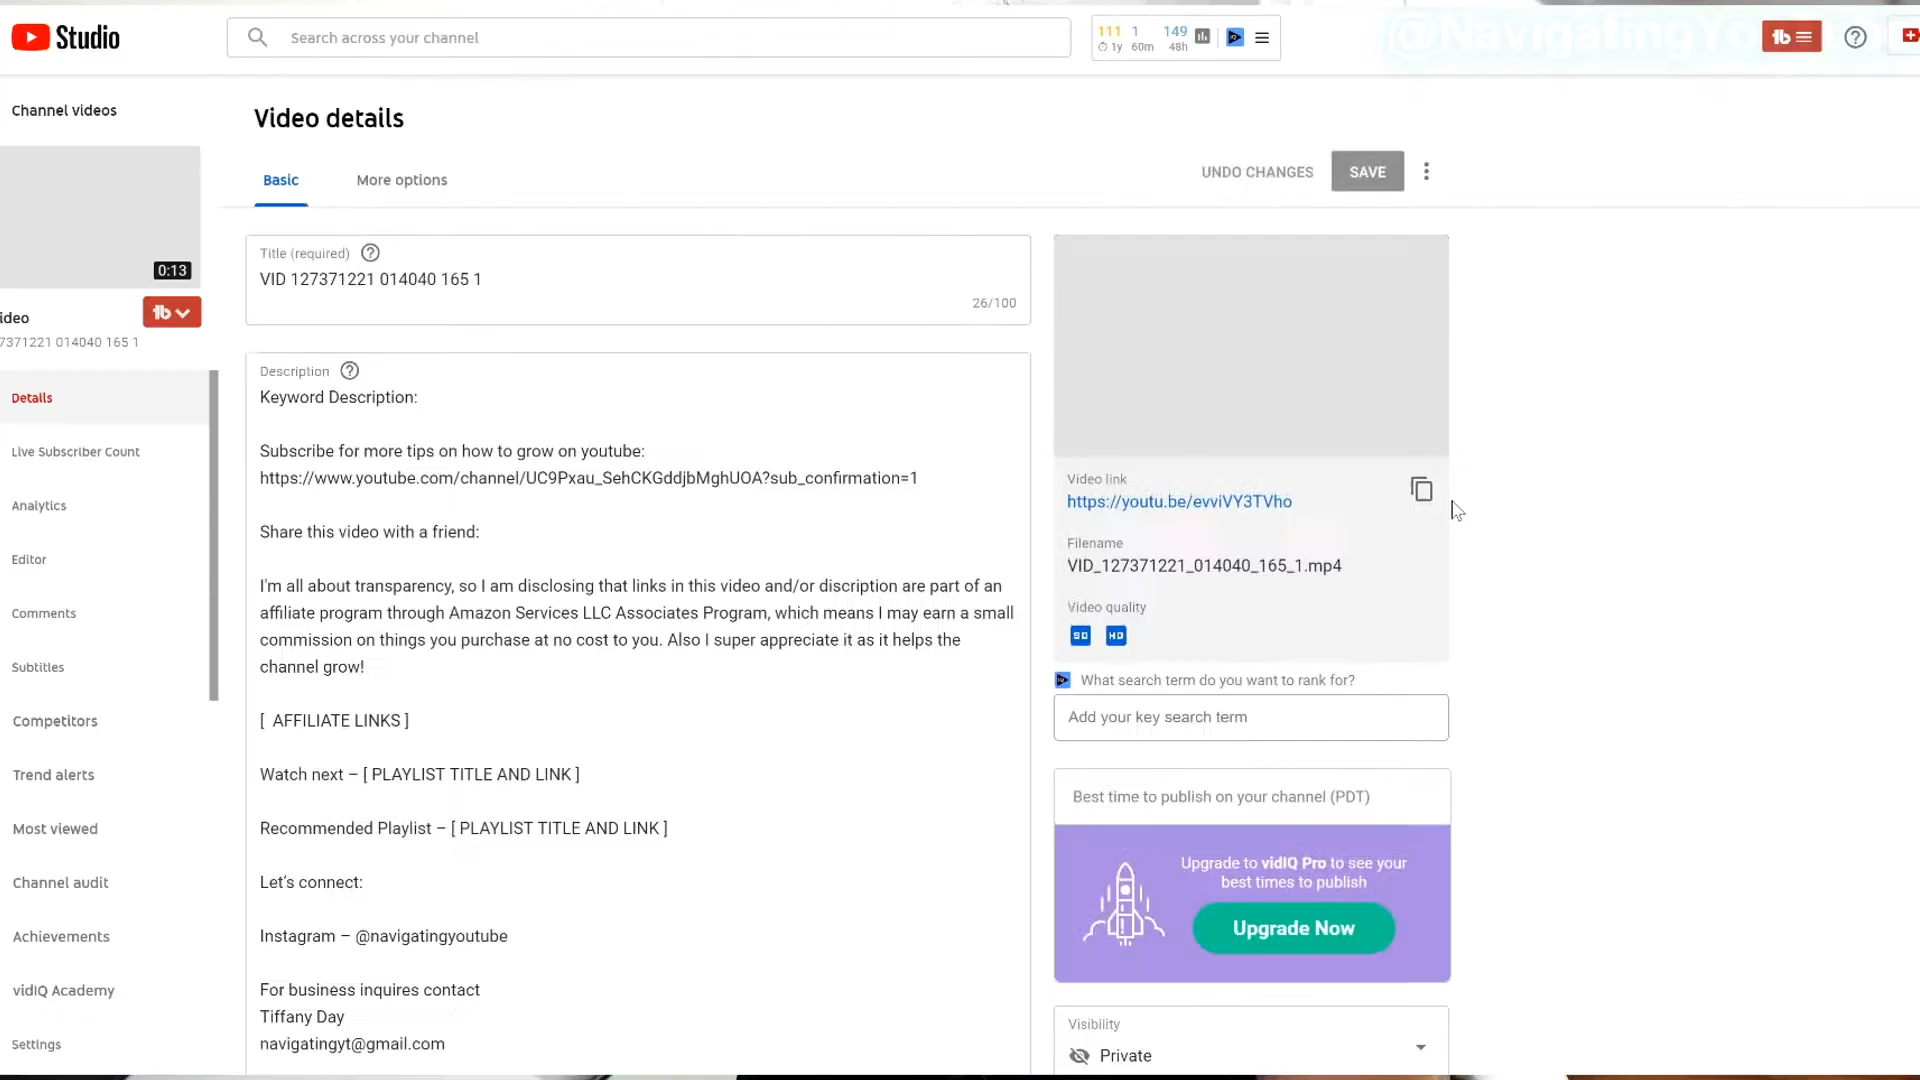 Studio
Search across your channel
111 1 149
1y 60m 48h
@NavigatingYo
Channel videos
Video details
Basic
More options
UNDO CHANGES
SAVE
0:13
ideo
7371221 014040 165 1
Title (required)
VID 127371221 014040 165 1
26/100
Details
Live Subscriber Count
Analytics
Editor
Comments
Subtitles
Competitors
Trend alerts
Most viewed
Channel audit
Achievements
vidIQ Academy
Settings
Description
Keyword Description:
Subscribe for more tips on how to grow on youtube:
https://www.youtube.com/channel/UC9Pxau_SehCKGddjbMghUOA?sub_confirmation=1
Share this video with a friend:
I'm all about transparency, so I am disclosing that links in this video and/or discription are part of an
affiliate program through Amazon Services LLC Associates Program, which means I may earn a small
commission on things you purchase at no cost to you. Also I super appreciate it as it helps the
channel grow!
[ AFFILIATE LINKS ]
Watch next – [ PLAYLIST TITLE AND LINK ]
Recommended Playlist – [ PLAYLIST TITLE AND LINK ]
Let's connect:
Instagram – @navigatingyoutube
For business inquires contact
Tiffany Day
navigatingyt@gmail.com
Video link
https://youtu.be/evviVY3TVho
Filename
VID_127371221_014040_165_1.mp4
Video quality
SD HD
What search term do you want to rank for?
Add your key search term
Best time to publish on your channel (PDT)
Upgrade to vidIQ Pro to see your
best times to publish
Upgrade Now
Visibility
Private